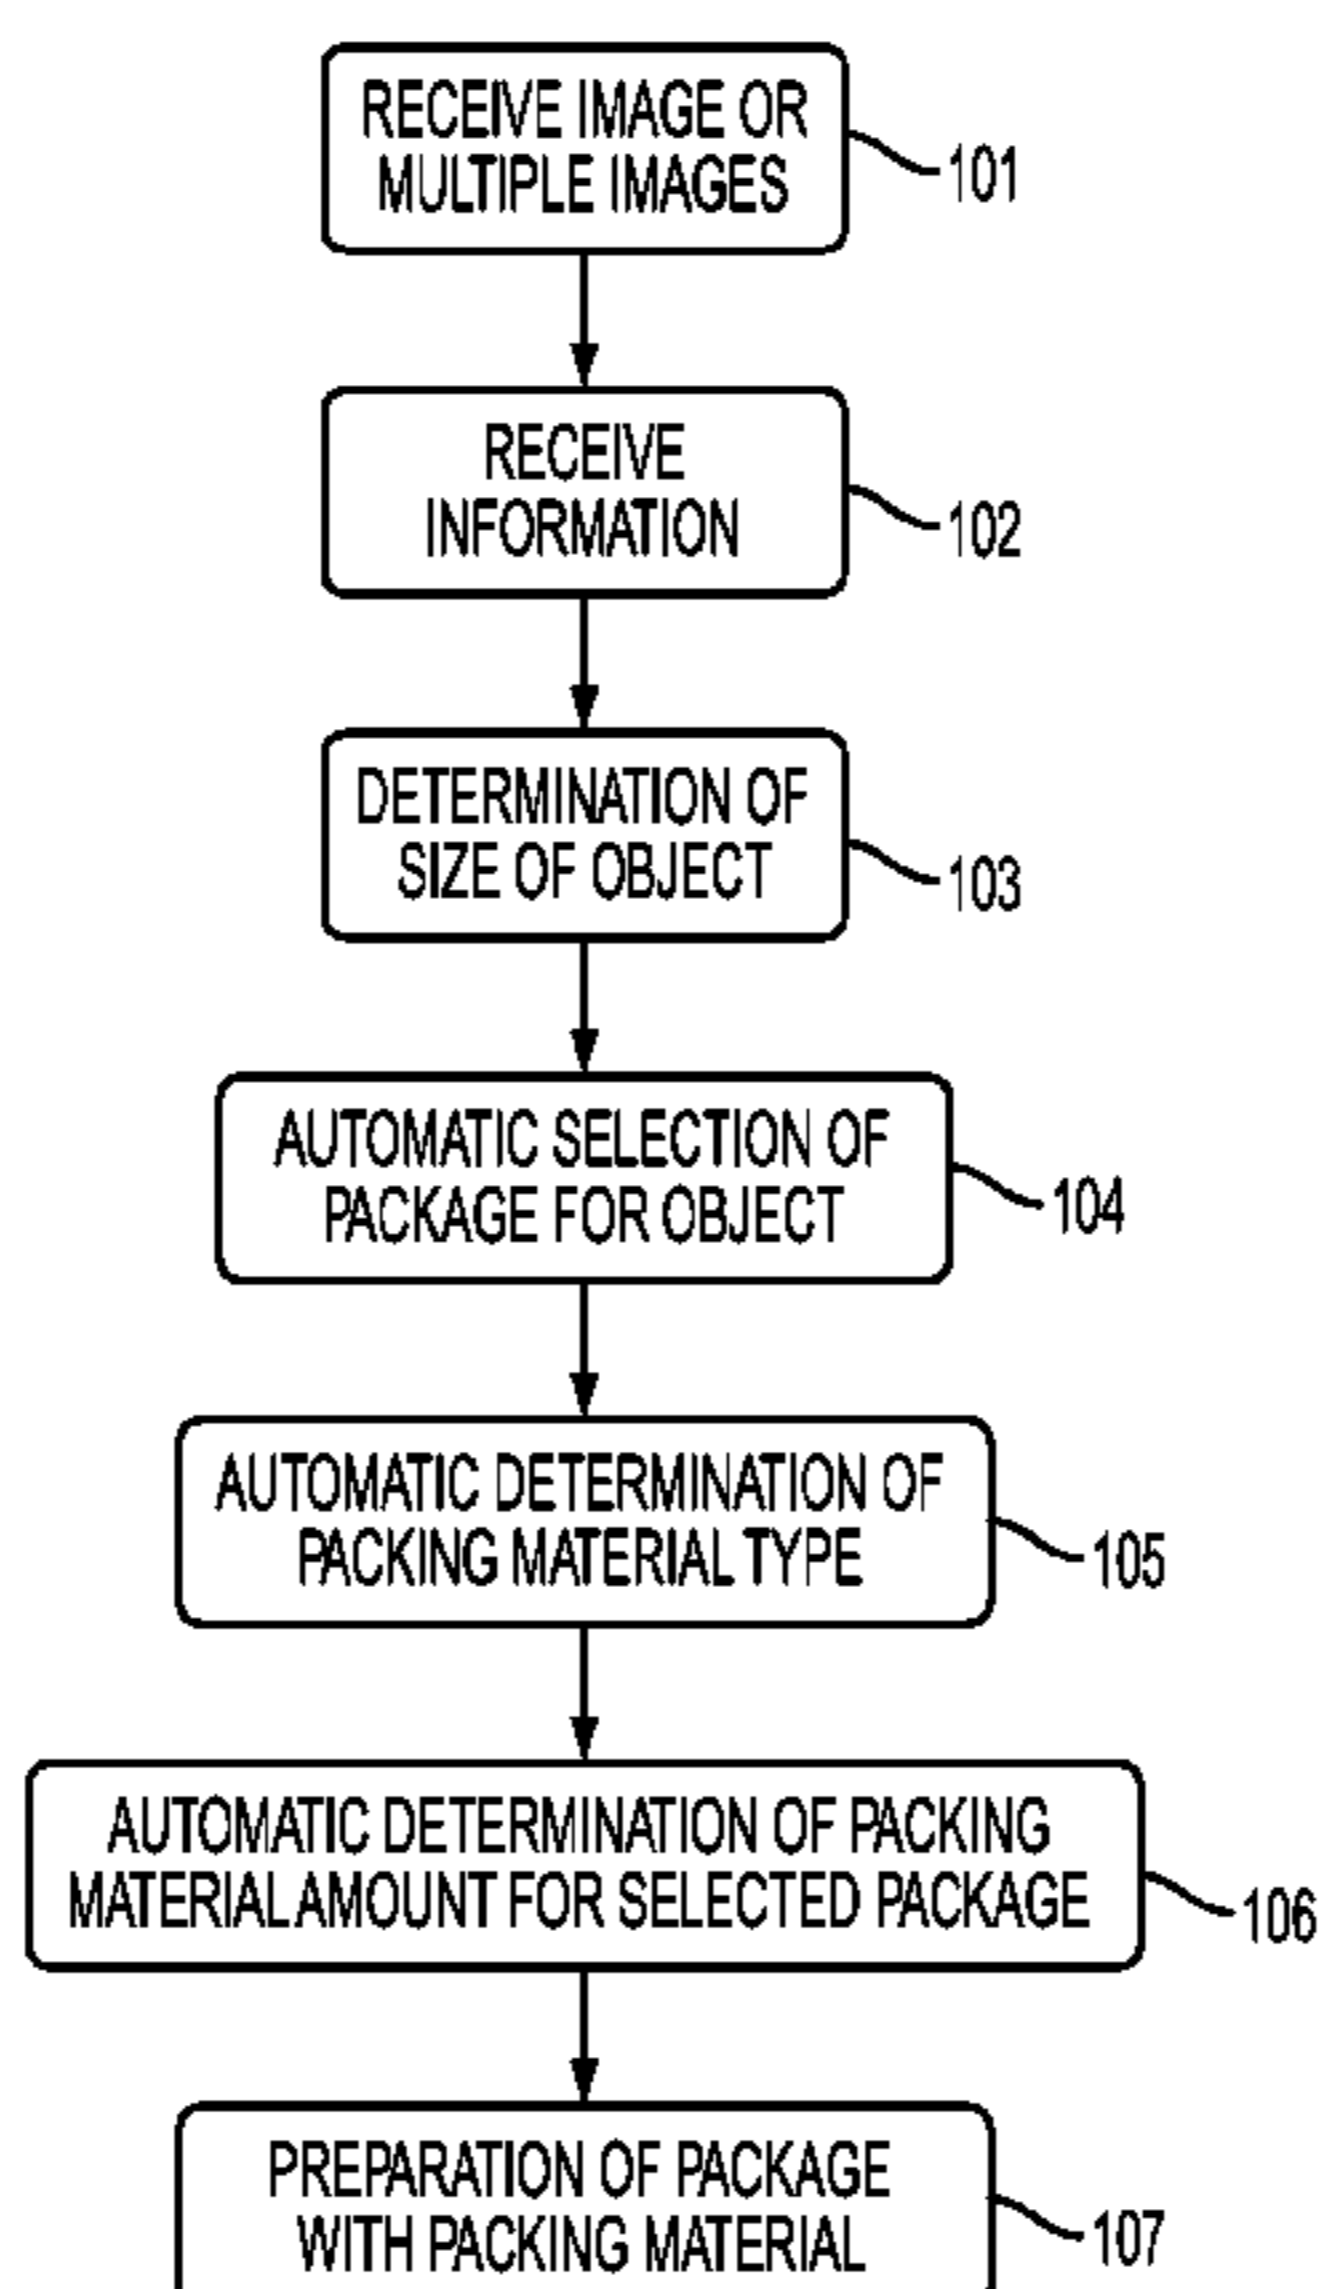 RECEIVE IMAGE OR
MULTIPLE IMAGES
101
RECEIVE
INFORMATION
102
DETERMINATION OF
SIZE OF OBJECT
103
AUTOMATIC SELECTION OF
PACKAGE FOR OBJECT
104
AUTOMATIC DETERMINATION OF
PACKING MATERIAL TYPE
105
AUTOMATIC DETERMINATION OF PACKING
MATERIAL AMOUNT FOR SELECTED PACKAGE
106
PREPARATION OF PACKAGE
WITH PACKING MATERIAL
107